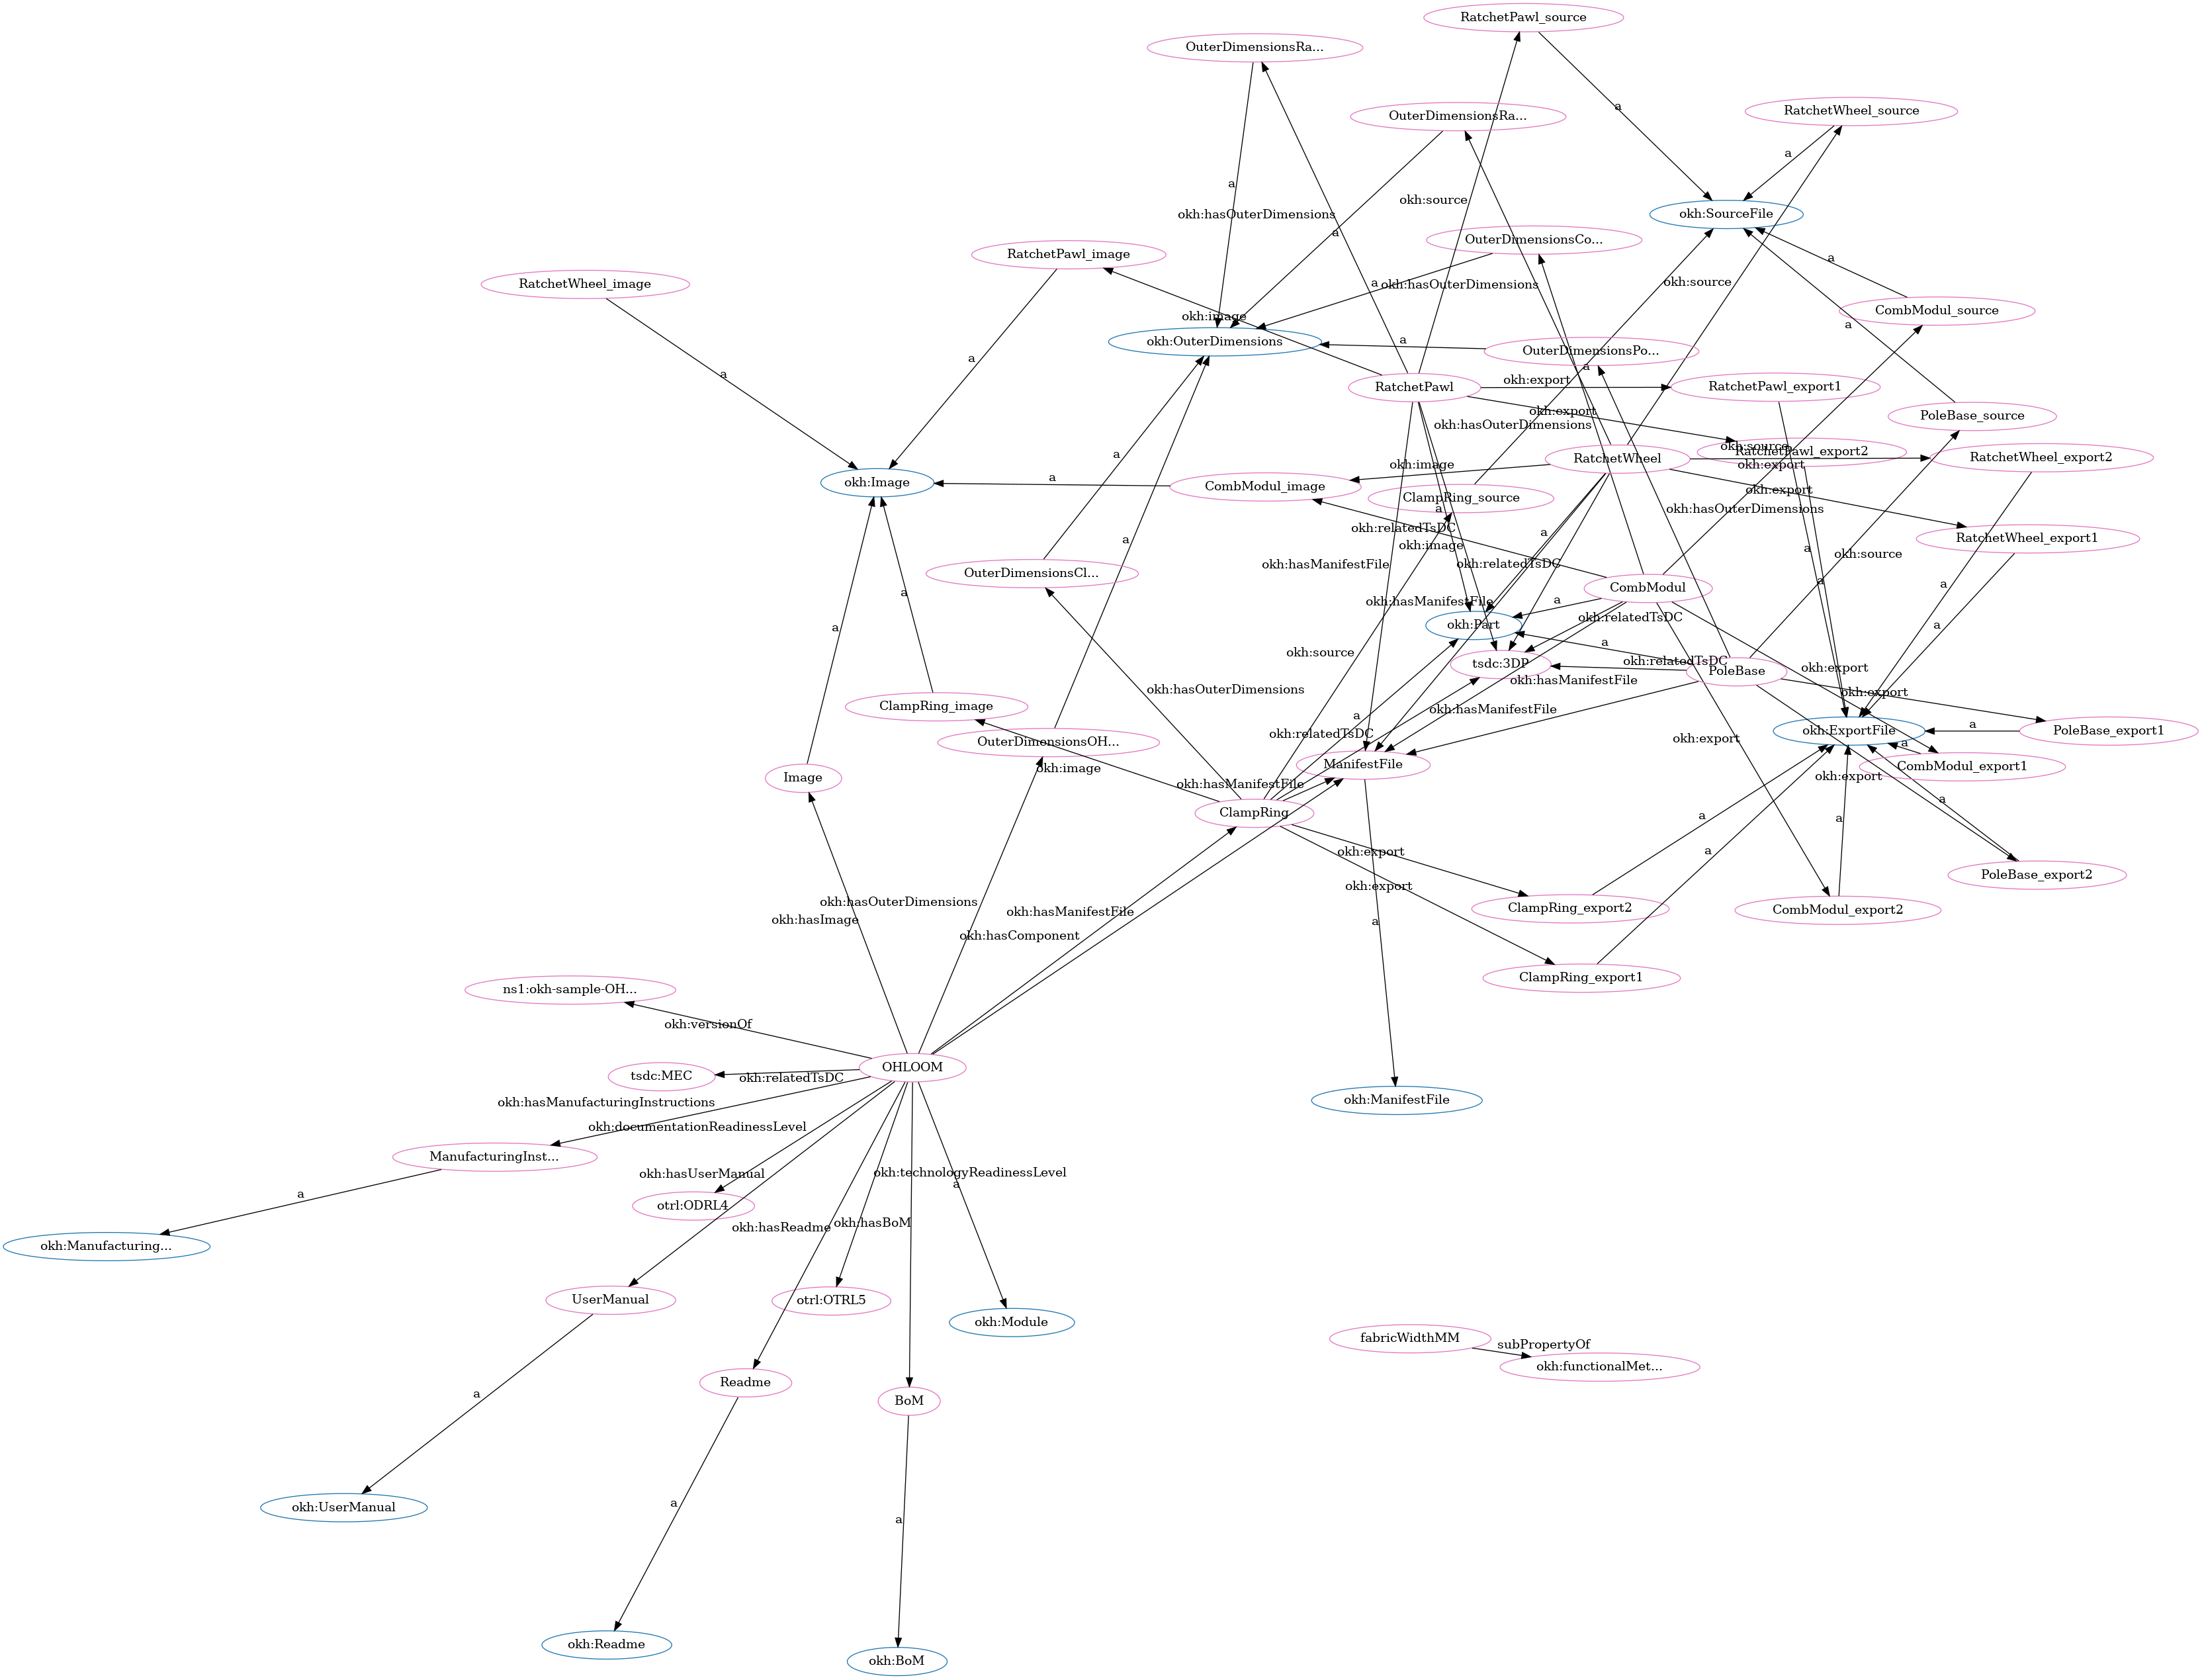 RatchetPawl_source
OuterDimensionsRa...
a
RatchetWheel_source
OuterDimensionsRa...
a
a
okh:source
okh:SourceFile
okh:hasOuterDimensions
a
OuterDimensionsCo...
RatchetPawl_image
a
RatchetWheel_image
a
okh:hasOuterDimensions
okh:source
CombModul_source
okh:image
a
okh:OuterDimensions
a
OuterDimensionsPo...
a
a
a
RatchetPawl
okh:export
RatchetPawl_export1
okh:export
PoleBase_source
okh:hasOuterDimensions
okh:source
RatchetPawl_export2
a
RatchetWheel
RatchetWheel_export2
okh:image
okh:export
a
okh:Image
CombModul_image
okh:export
ClampRing_source
a
okh:hasOuterDimensions
okh:relatedTsDC
a
a
RatchetWheel_export1
okh:image
a
okh:source
okh:hasManifestFile
okh:relatedTsDC
OuterDimensionsCl...
a
a
CombModul
a
okh:hasManifestFile
a
okh:relatedTsDC
a
okh:Part
a
a
okh:source
okh:relatedTsDC
tsdc:3DP
okh:export
PoleBase
okh:hasManifestFile
okh:hasOuterDimensions
okh:export
ClampRing_image
okh:hasManifestFile
a
a
okh:relatedTsDC
okh:ExportFile
PoleBase_export1
OuterDimensionsOH...
okh:export
a
okh:image
ManifestFile
CombModul_export1
Image
okh:hasManifestFile
okh:export
a
ClampRing
a
a
okh:export
a
PoleBase_export2
okh:export
okh:hasOuterDimensions
okh:hasManifestFile
ClampRing_export2
CombModul_export2
okh:hasImage
a
okh:hasComponent
ClampRing_export1
ns1:okh-sample-OH...
okh:versionOf
OHLOOM
tsdc:MEC
okh:relatedTsDC
okh:hasManufacturingInstructions
okh:ManifestFile
okh:documentationReadinessLevel
ManufacturingInst...
okh:hasUserManual
okh:technologyReadinessLevel
a
a
otrl:ODRL4
okh:hasReadme
okh:hasBoM
okh:Manufacturing...
UserManual
otrl:OTRL5
okh:Module
fabricWidthMM
subPropertyOf
okh:functionalMet...
Readme
a
BoM
okh:UserManual
a
a
okh:Readme
okh:BoM